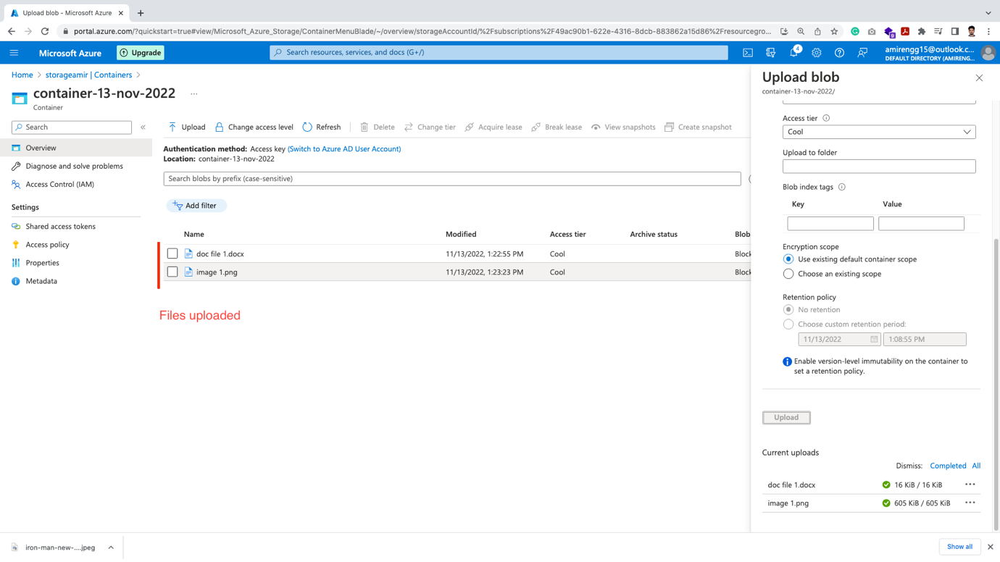 Upload blob - Microsoft Azure
portal.azure.com/?quickstart=true#view/Microsoft_Azure_Storage/ContainerMenuBlade/~/overview/storageAccountId/%2Fsubscriptions%2F49ac90b1-622e-4316-8dcb-883862a15d86%2Fresourcegro...
9
Microsoft Azure
Upgrade
Search resources, services, and docs (G+/)
4
amirengg15@outlook.c...
DEFAULT DIRECTORY (AMIRENG...
Home > storageamir | Containers >
container-13-nov-2022 ...
Container
Search
«
Overview
Diagnose and solve problems
Access Control (IAM)
Settings
Shared access tokens
Access policy
Properties
Metadata
Upload
Change access level
Refresh
Delete
Change tier
Acquire lease
Break lease
View snapshots
Create snapshot
Authentication method: Access key (Switch to Azure AD User Account)
Location: container-13-nov-2022
Search blobs by prefix (case-sensitive)
Add filter
Name Modified Access tier Archive status Blob
doc file 1.docx 11/13/2022, 1:22:55 PM Cool Block
image 1.png 11/13/2022, 1:23:23 PM Cool Block
Files uploaded
Upload blob
container-13-nov-2022/
Access tier
Cool
Upload to folder
Blob index tags
Key Value
Encryption scope
Use existing default container scope
Choose an existing scope
Retention policy
No retention
Choose custom retention period:
11/13/2022 1:08:55 PM
Enable version-level immutability on the container to
set a retention policy.
Upload
Current uploads
Dismiss: Completed All
doc file 1.docx 16 KiB / 16 KiB ...
image 1.png 605 KiB / 605 KiB ...
iron-man-new-....jpeg
Show all